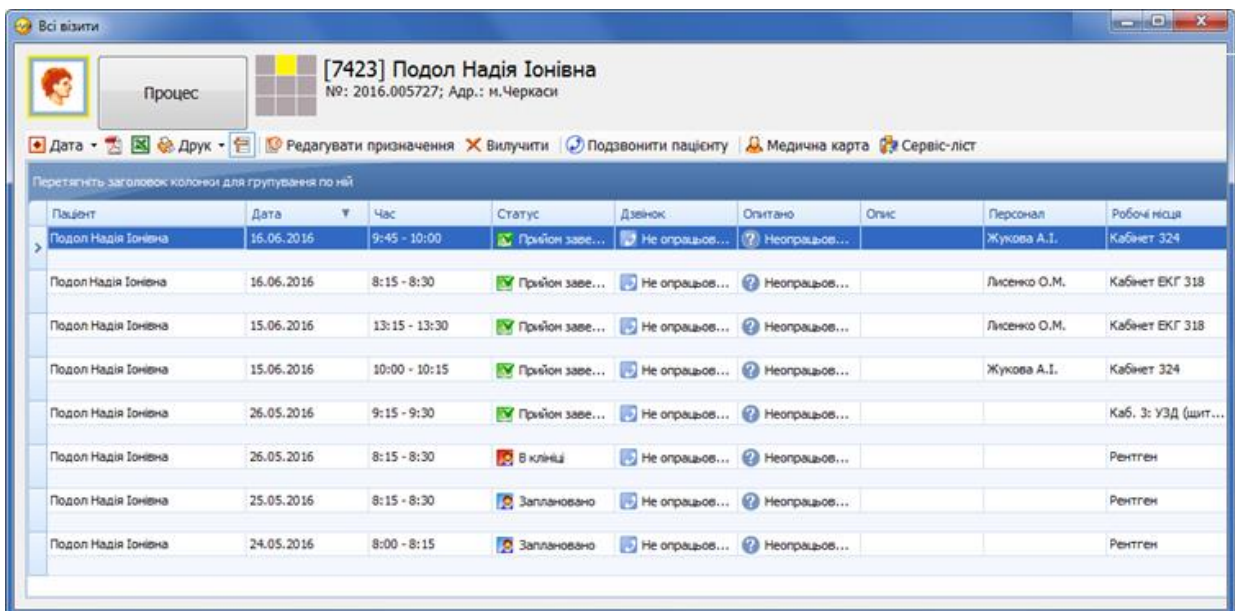 Всі візити
[7423] Подол Надія Іонівна
Процес
№: 2016.005727; Адр.: м.Черкаси
Дата Друк Редагувати призначення Вилучити Подзвонити пацієнту Медична карта Сервіс-ліст
Перетягніть заголовок колонки для групування по ній
Пацієнт Дата Час Статус Дзвінок Опитано Опис Персонал Робочі місця
Подол Надія Іонівна 16.06.2016 9:45 - 10:00 Прийом заве... Не опрацьов... Неопрацьов... Жукова А.І. Кабінет 324
Подол Надія Іонівна 16.06.2016 8:15 - 8:30 Прийом заве... Не опрацьов... Неопрацьов... Лисенко О.М. Кабінет ЕКГ 318
Подол Надія Іонівна 15.06.2016 13:15 - 13:30 Прийом заве... Не опрацьов... Неопрацьов... Лисенко О.М. Кабінет ЕКГ 318
Подол Надія Іонівна 15.06.2016 10:00 - 10:15 Прийом заве... Не опрацьов... Неопрацьов... Жукова А.І. Кабінет 324
Подол Надія Іонівна 26.05.2016 9:15 - 9:30 Прийом заве... Не опрацьов... Неопрацьов... Каб. 3: УЗД (щит...
Подол Надія Іонівна 26.05.2016 8:15 - 8:30 В клініці Не опрацьов... Неопрацьов... Рентген
Подол Надія Іонівна 25.05.2016 8:15 - 8:30 Заплановано Не опрацьов... Неопрацьов... Рентген
Подол Надія Іонівна 24.05.2016 8:00 - 8:15 Заплановано Не опрацьов... Неопрацьов... Рентген